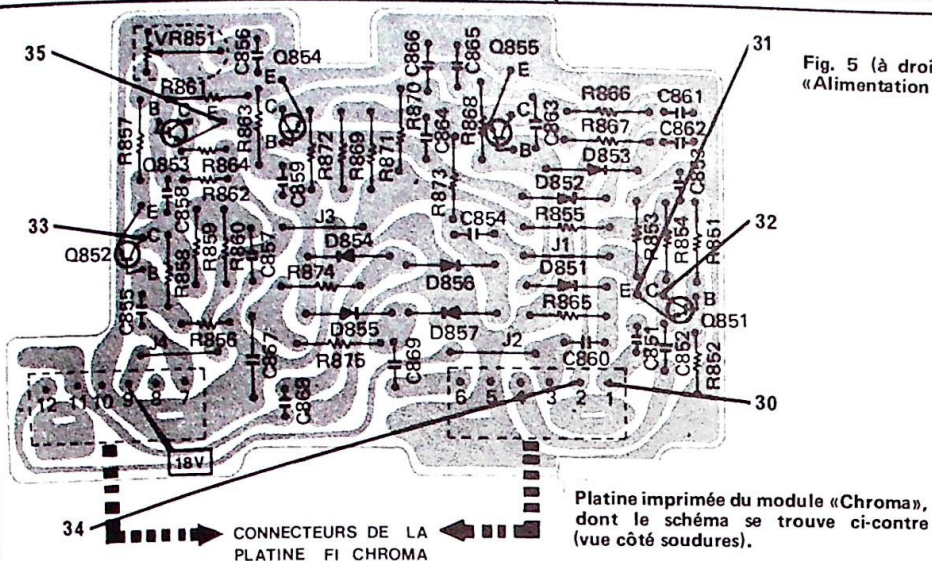 35
VR851
C856
Q854
C866
C865
Q855
31
Fig. 5 (à droi
«Alimentation
R861
E
E
B
E
C
B
C
B
R857
R863
R872
R869
R871
R870
C864
R868
C863
R866
C861
R867
C862
D853
C853
Q853
R864
R862
C858
C859
R873
D852
R855
R853
R854
R851
32
33
E
C
B
Q852
R858
R859
R860
C857
J3
D854
C854
J1
D851
R874
D856
R865
E
C
B
Q851
C855
R856
D855
D857
C851
C852
R852
J4
C867
R875
C869
J2
C860
12
11
10
9
8
7
C868
6
5
4
3
2
1
30
18V
34
CONNECTEURS DE LA
PLATINE FI CHROMA
Platine imprimée du module «Chroma»,
dont le schéma se trouve ci-contre
(vue côté soudures).